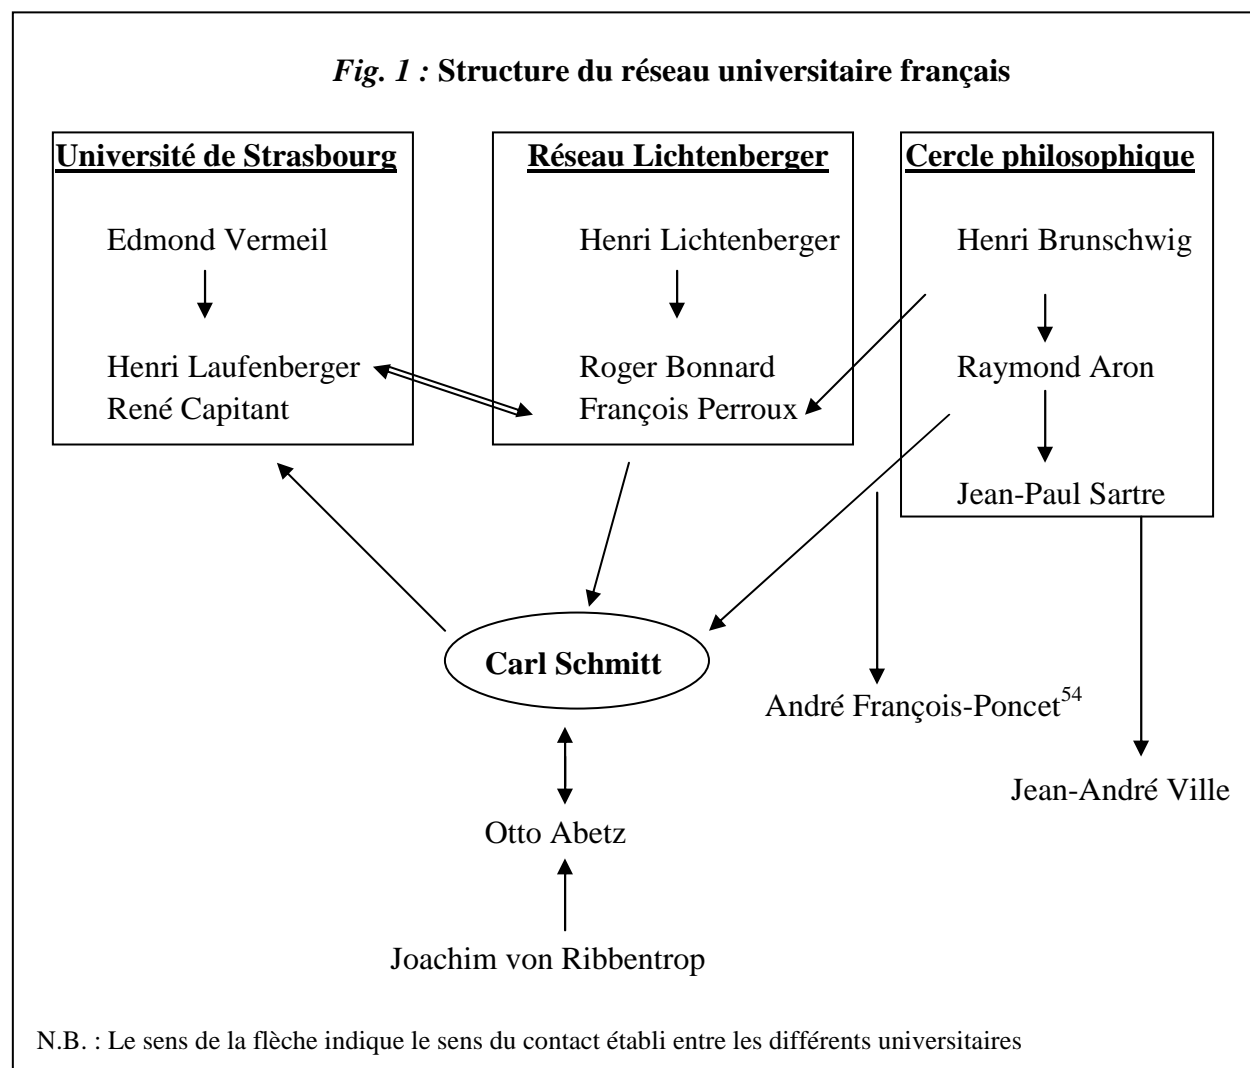 Fig. 1 : Structure du réseau universitaire français
Université de Strasbourg
Edmond Vermeil
Henri Laufenberger
René Capitant
Réseau Lichtenberger
Henri Lichtenberger
Roger Bonnard
François Perroux
Cercle philosophique
Henri Brunschwig
Raymond Aron
Jean-Paul Sartre
Carl Schmitt
André François-Poncet54
Jean-André Ville
Otto Abetz
Joachim von Ribbentrop
N.B. : Le sens de la flèche indique le sens du contact établi entre les différents universitaires